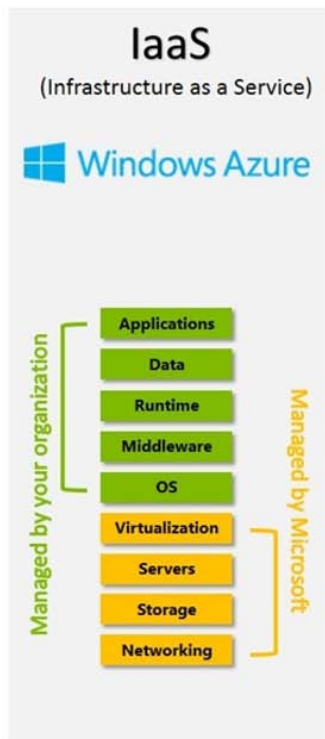 IaaS
(Infrastructure as a Service)
Windows Azure
Managed by your organization
Applications
Data
Runtime
Middleware
OS
Virtualization
Servers
Storage
Networking
Managed by Microsoft